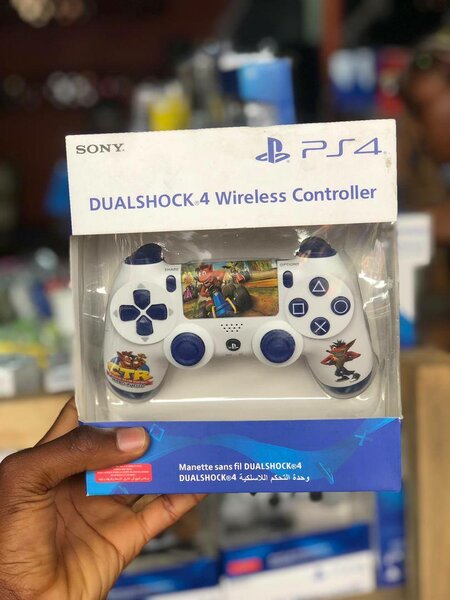 SONY
PS4
DUALSHOCK®4 Wireless Controller
SHARE
OPTIONS
CTR
Manette sans fil DUALSHOCK®4
وحدة التحكم اللاسلكية DUALSHOCK®4